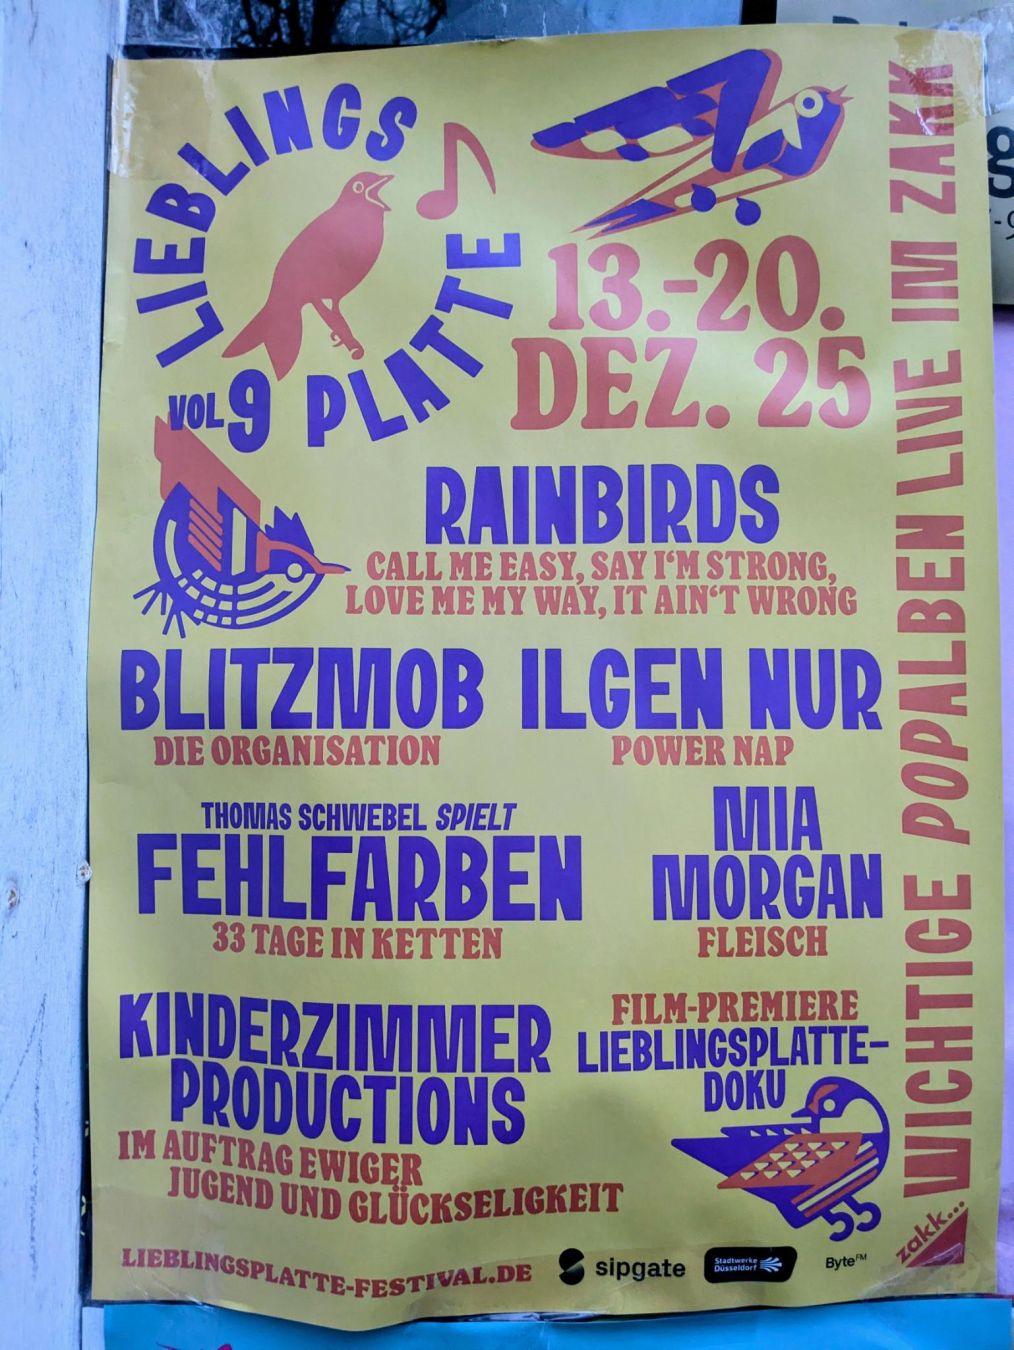 LIEBLINGS
PLATTE
VOL.9
13.-20.
DEZ. 25
RAINBIRDS
CALL ME EASY, SAY I'M STRONG,
LOVE ME MY WAY, IT AIN'T WRONG
BLITZMOB
DIE ORGANISATION
ILGEN NUR
POWER NAP
THOMAS SCHWEBEL SPIELT
FEHLFARBEN
33 TAGE IN KETTEN
MIA
MORGAN
FLEISCH
KINDERZIMMER
PRODUCTIONS
IM AUFTRAG EWIGER
JUGEND UND GLÜCKSELIGKEIT
FILM-PREMIERE
LIEBLINGSPLATTE-
DOKU
WICHTIGE POPALBEN LIVE IM ZAKK
LIEBLINGSPLATTE-FESTIVAL.DE
sipgate
Stadtwerke
Düsseldorf
Byte FM
zakk...